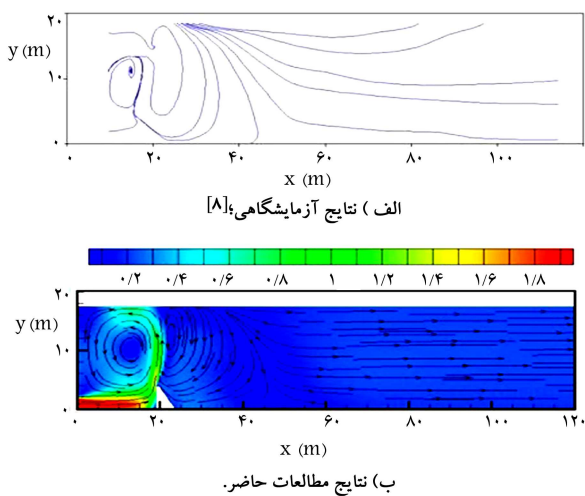 ۲۰
y (m)
۱۰
۰ ۲۰ ۴۰ ۶۰ ۸۰ ۱۰۰
x (m)
الف ) نتایج آزمایشگاهی؛[۸]
۰/۲ ۰/۴ ۰/۶ ۰/۸ ۱ ۱/۲ ۱/۴ ۱/۶ ۱/۸
۲۰
y (m)
۱۰
۰
۰ ۲۰ ۴۰ ۶۰ ۸۰ ۱۰۰ ۱۲۰
x (m)
ب) نتایج مطالعات حاضر.